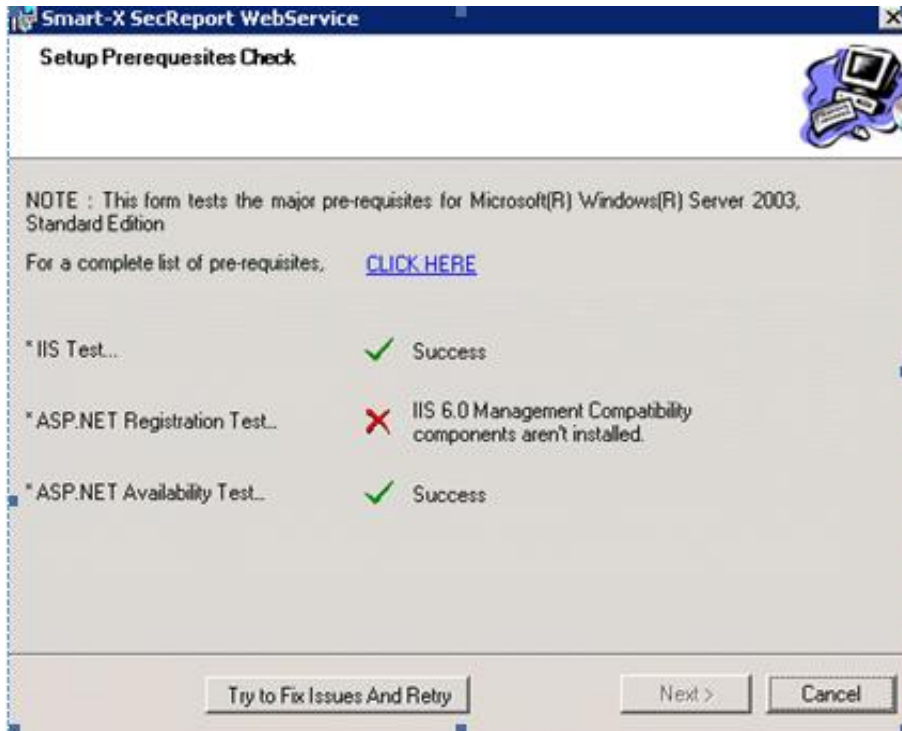 Smart-X SecReport WebService
Setup Prerequesites Check
NOTE : This form tests the major pre-requisites for Microsoft(R) Windows(R) Server 2003,
Standard Edition
For a complete list of pre-requisites, CLICK HERE
* IIS Test... Success
* ASP.NET Registration Test... IIS 6.0 Management Compatibility
components aren't installed.
* ASP.NET Availability Test... Success
Try to Fix Issues And Retry Next > Cancel